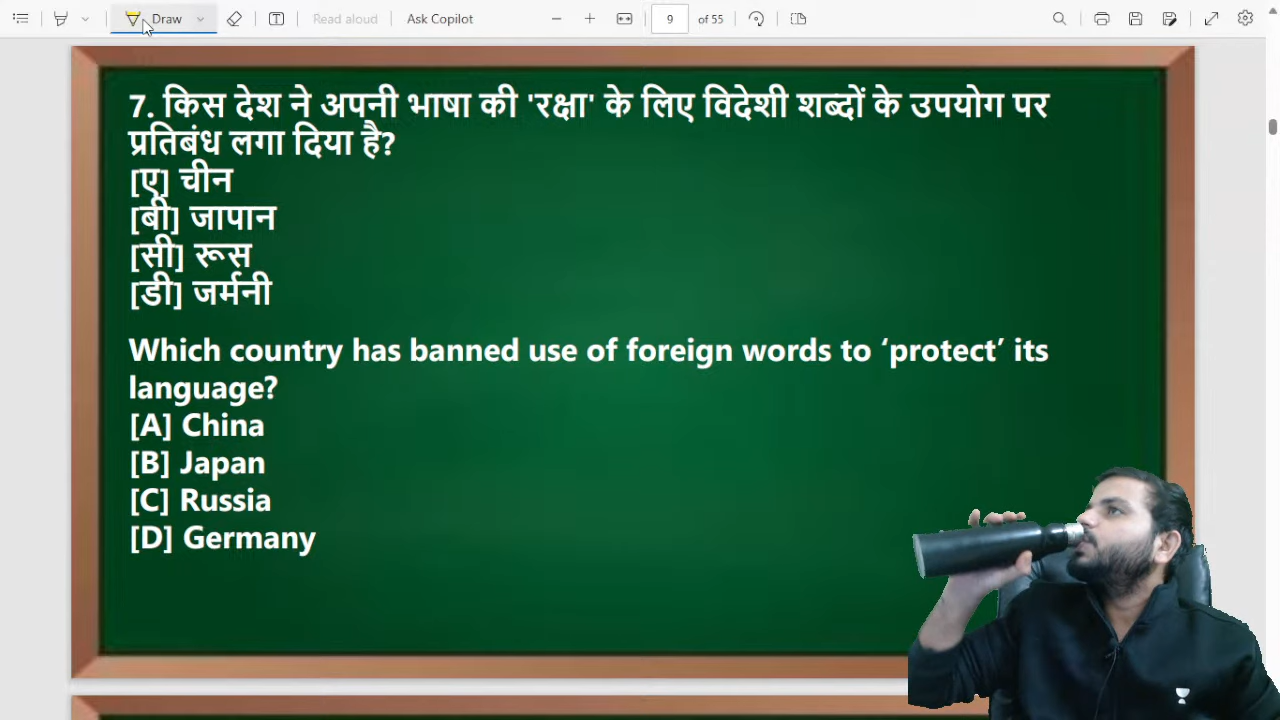 Draw
Read aloud
Ask Copilot
9
of 55
7. किस देश ने अपनी भाषा की 'रक्षा' के लिए विदेशी शब्दों के उपयोग पर
प्रतिबंध लगा दिया है?
[ए] चीन
[बी] जापान
[सी] रूस
[डी] जर्मनी
Which country has banned use of foreign words to ‘protect’ its
language?
[A] China
[B] Japan
[C] Russia
[D] Germany